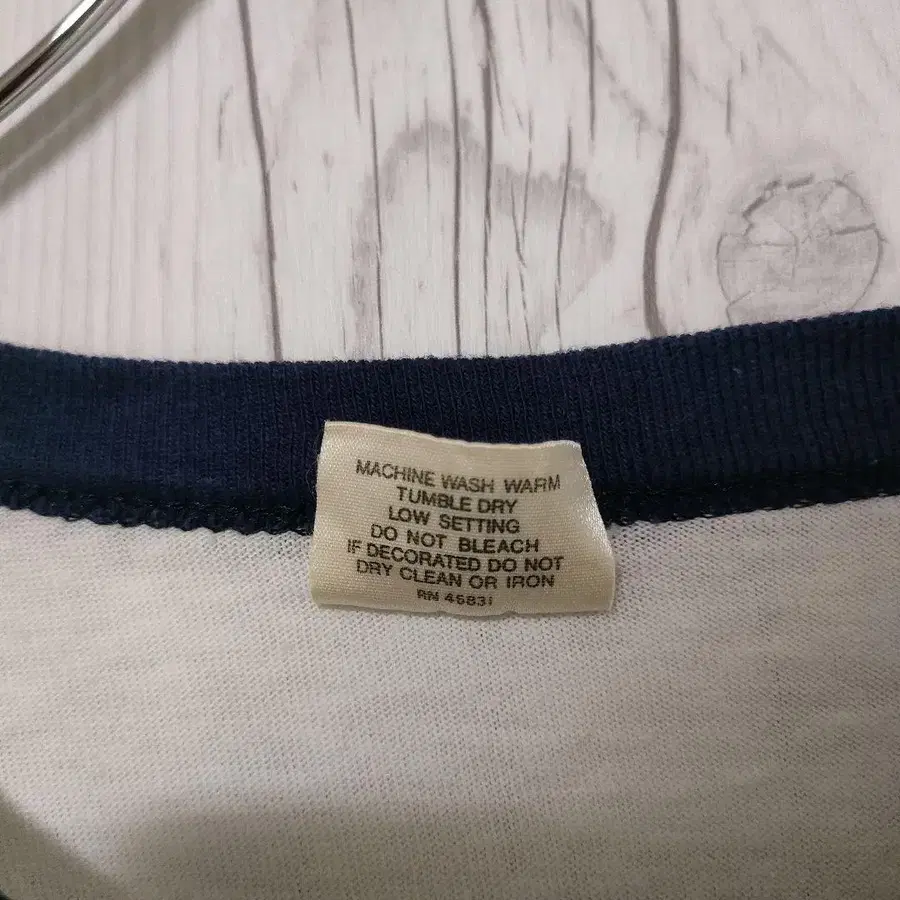 MACHINE WASH WARM
TUMBLE DRY
LOW SETTING
DO NOT BLEACH
IF DECORATED DO NOT
DRY CLEAN OR IRON
RN 45831